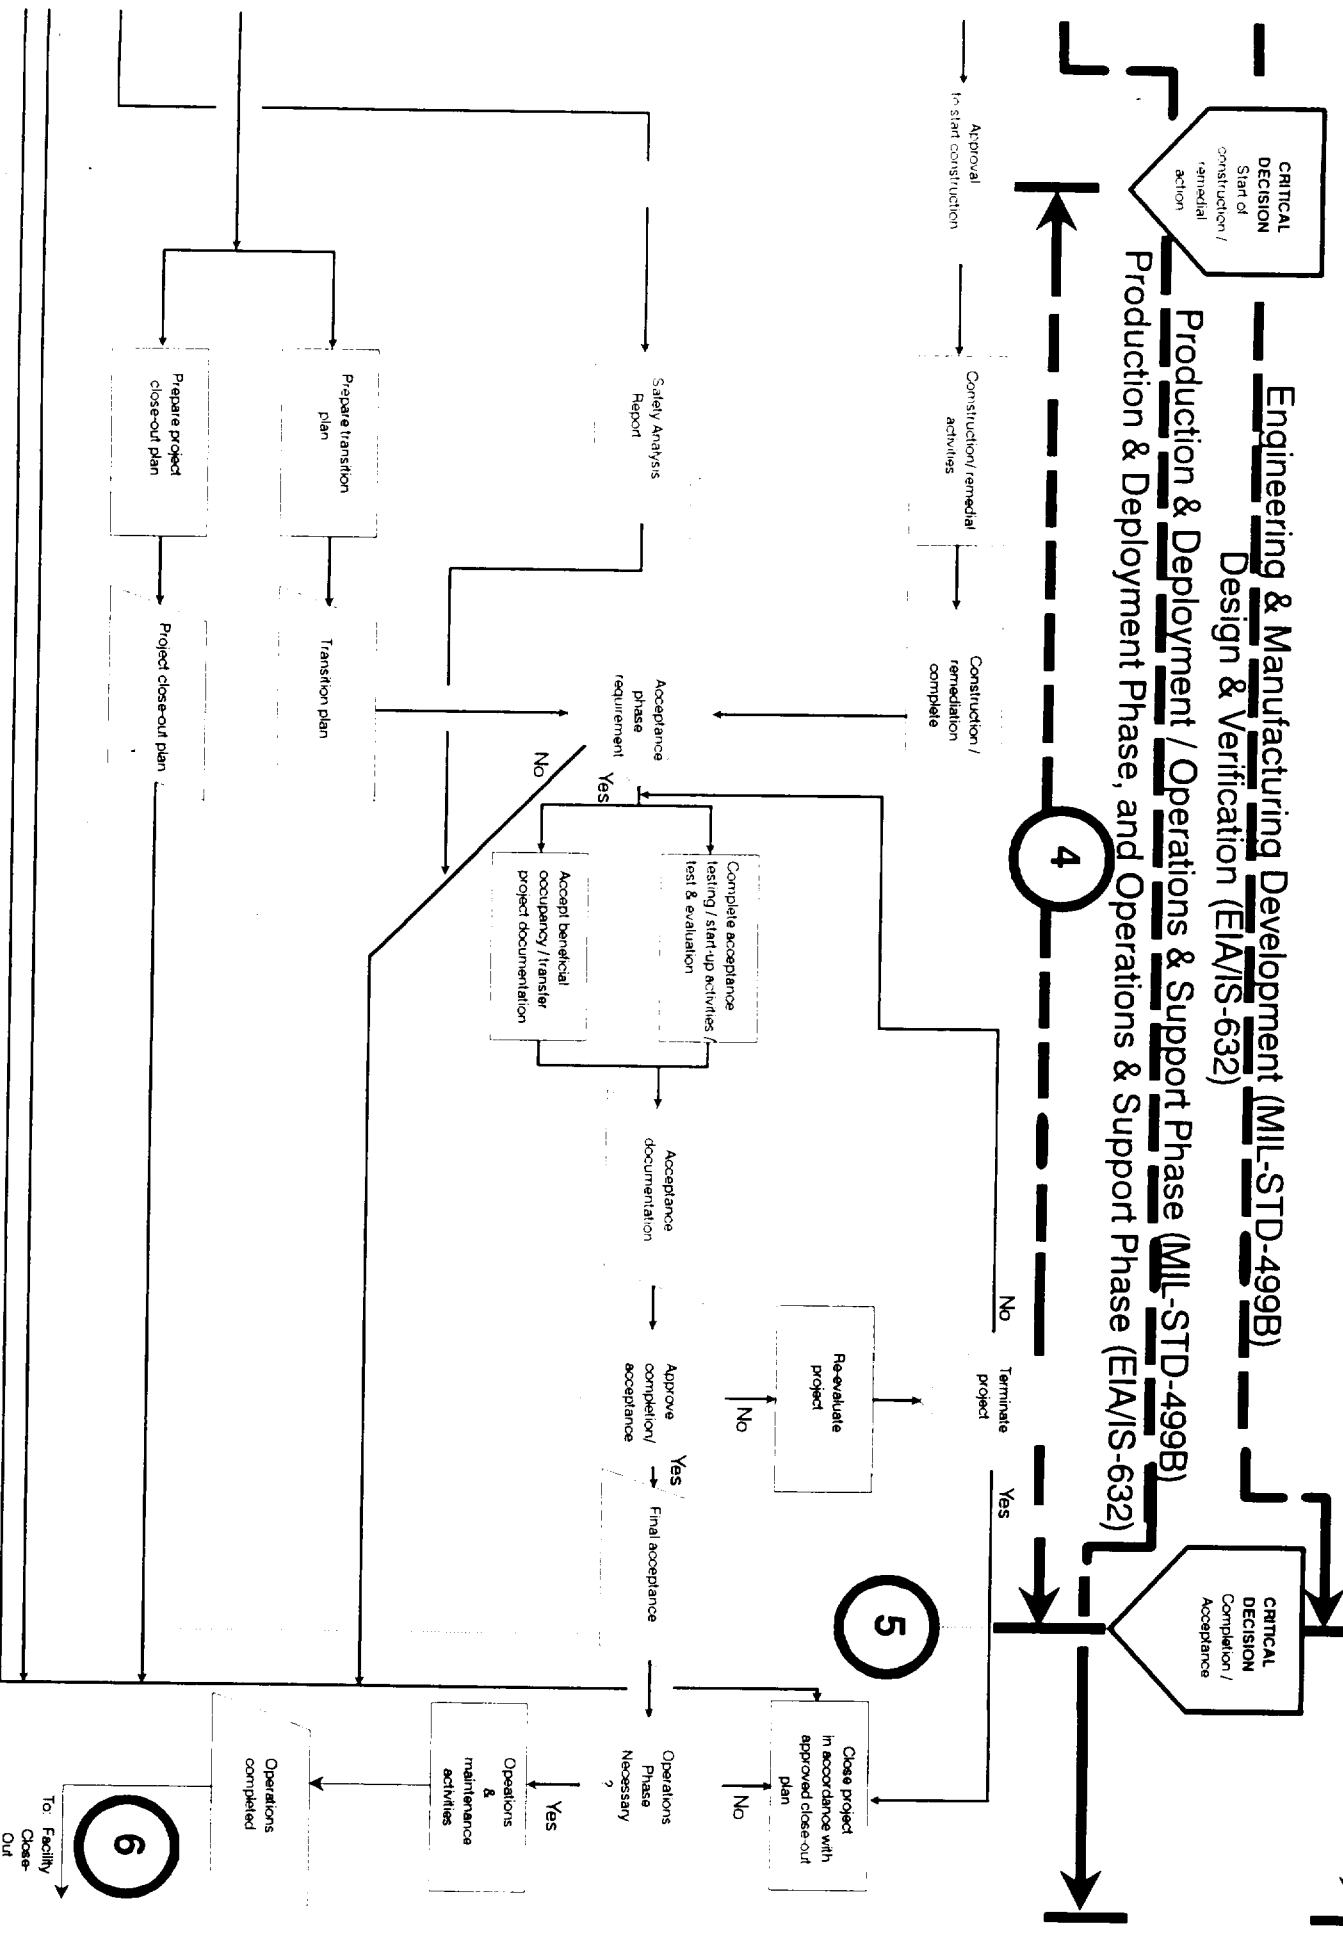 CRITICAL
DECISION
Start of
construction /
remedial
action
Engineering & Manufacturing Development (MIL-STD-499B)
Design & Verification (EIA/IS-632)
Production & Deployment / Operations & Support Phase (MIL-STD-499B)
Production & Deployment Phase, and Operations & Support Phase (EIA/IS-632)
CRITICAL
DECISION
Completion /
Acceptance
4
5
Approval
to start construction
Comstruction/ remedial
activities
Construction /
remediation
complete
No
Terminate
project
Yes
Re-evaluate
project
No
Close project
in accordance with
approved close-out
plan
No
Safety Analysis
Report
Acceptance
phase
requirement
Yes
No
Complete acceptance
testing / start-up activities /
test & evaluation
Accept beneficial
occupancy / transfer
project documentation
Acceptance
documentation
Approve
completion/
acceptance
Yes
Final acceptance
Operations
Phase
Necessary
?
Yes
Opeations
&
maintenance
activities
Operations
completed
Prepare transition
plan
Transition plan
Prepare project
close-out plan
Project close-out plan
6
To: Facility
Close-
Out